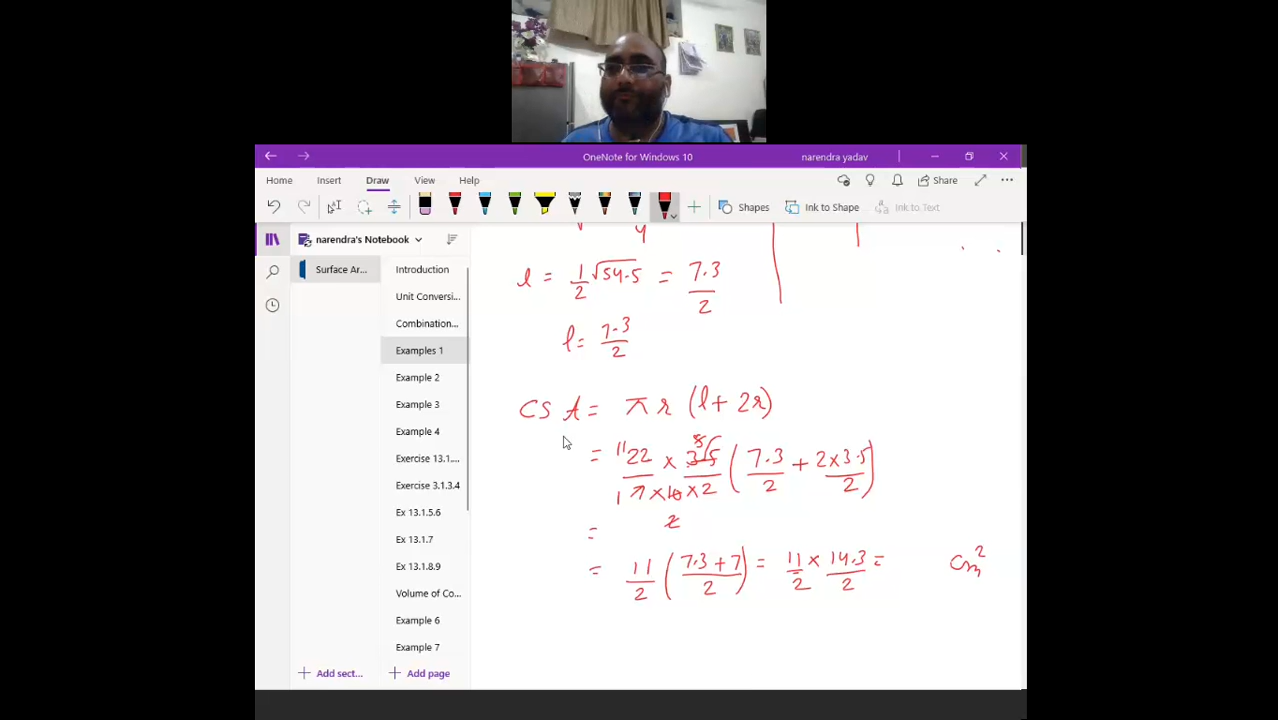 OneNote for Windows 10
narendra yadav
Home Insert Draw View Help
Share
Shapes Ink to Shape Ink to Text
narendra's Notebook
Surface Ar...
Introduction
Unit Conversi...
Combination...
Examples 1
Example 2
Example 3
Example 4
Exercise 13.1....
Exercise 3.1.3.4
Ex 13.1.5.6
Ex 13.1.7
Ex 13.1.8.9
Volume of Co...
Example 6
Example 7
Add sect...
Add page
4
l = 1/2 √54.5 = 7.3/2
l = 7.3/2
CS A = π r (l + 2r)
= 22/7 × 3.5/2 (7.3/2 + 2×3.5/2)
=
= 11/2 (7.3+7/2) = 11/2 × 14.3/2 = cm²